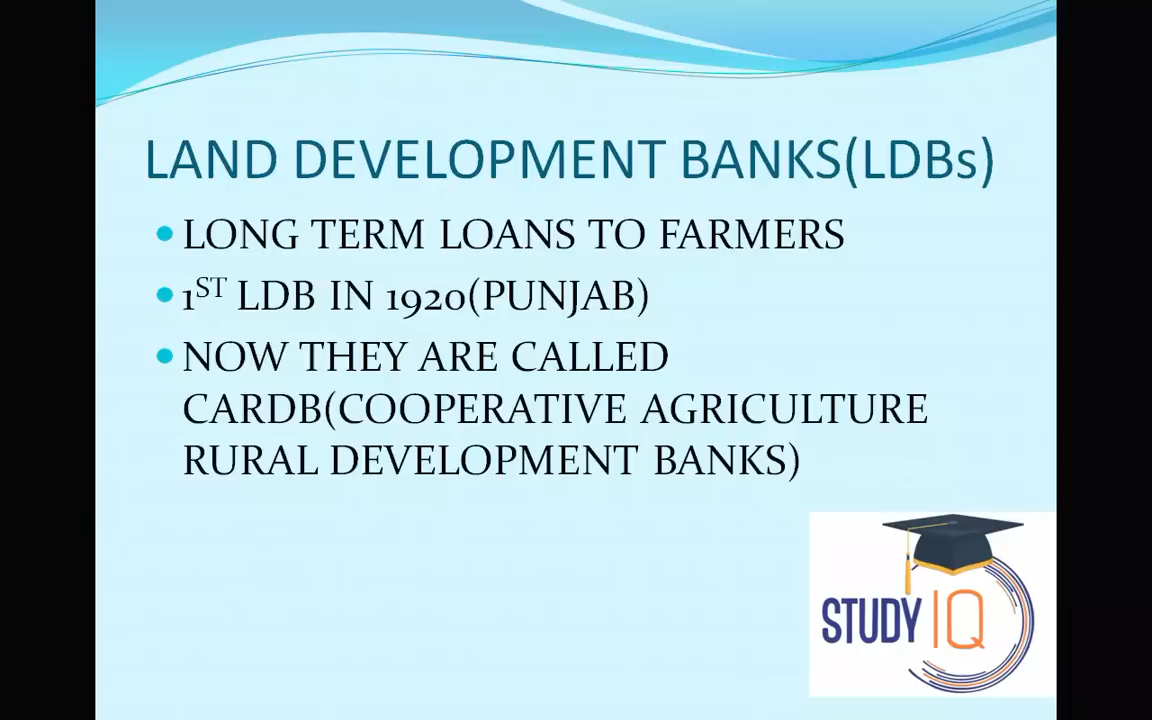 LAND DEVELOPMENT BANKS(LDBs)
• LONG TERM LOANS TO FARMERS
• 1ST LDB IN 1920(PUNJAB)
• NOW THEY ARE CALLED
CARDB(COOPERATIVE AGRICULTURE
RURAL DEVELOPMENT BANKS)
STUDY IQ